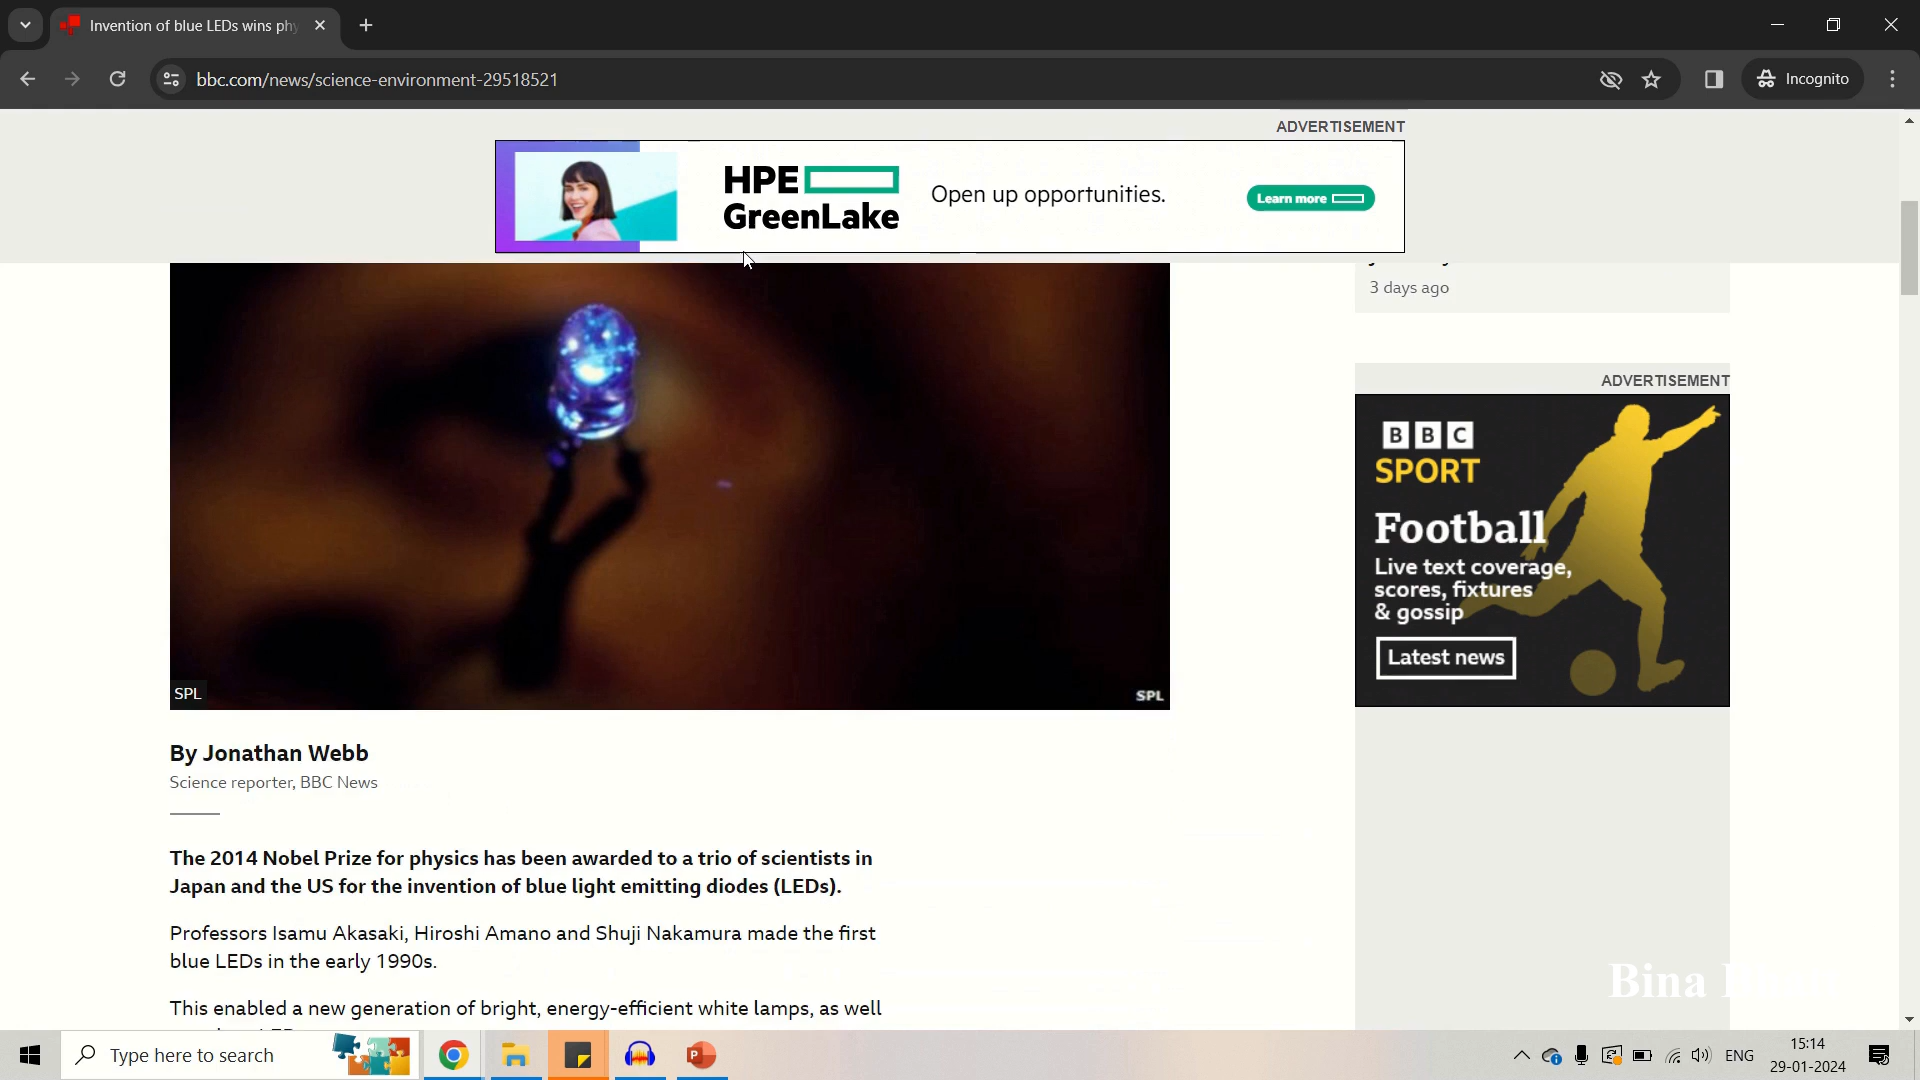 Invention of blue LEDs wins phy
bbc.com/news/science-environment-29518521
Incognito
ADVERTISEMENT
HPE
GreenLake
Open up opportunities.
Learn more
3 days ago
ADVERTISEMENT
BBC
SPORT
Football
Live text coverage,
scores, fixtures
& gossip
Latest news
SPL
SPL
By Jonathan Webb
Science reporter, BBC News
The 2014 Nobel Prize for physics has been awarded to a trio of scientists in
Japan and the US for the invention of blue light emitting diodes (LEDs).
Professors Isamu Akasaki, Hiroshi Amano and Shuji Nakamura made the first
blue LEDs in the early 1990s.
This enabled a new generation of bright, energy-efficient white lamps, as well
Bina
Type here to search
ENG
15:14
29-01-2024